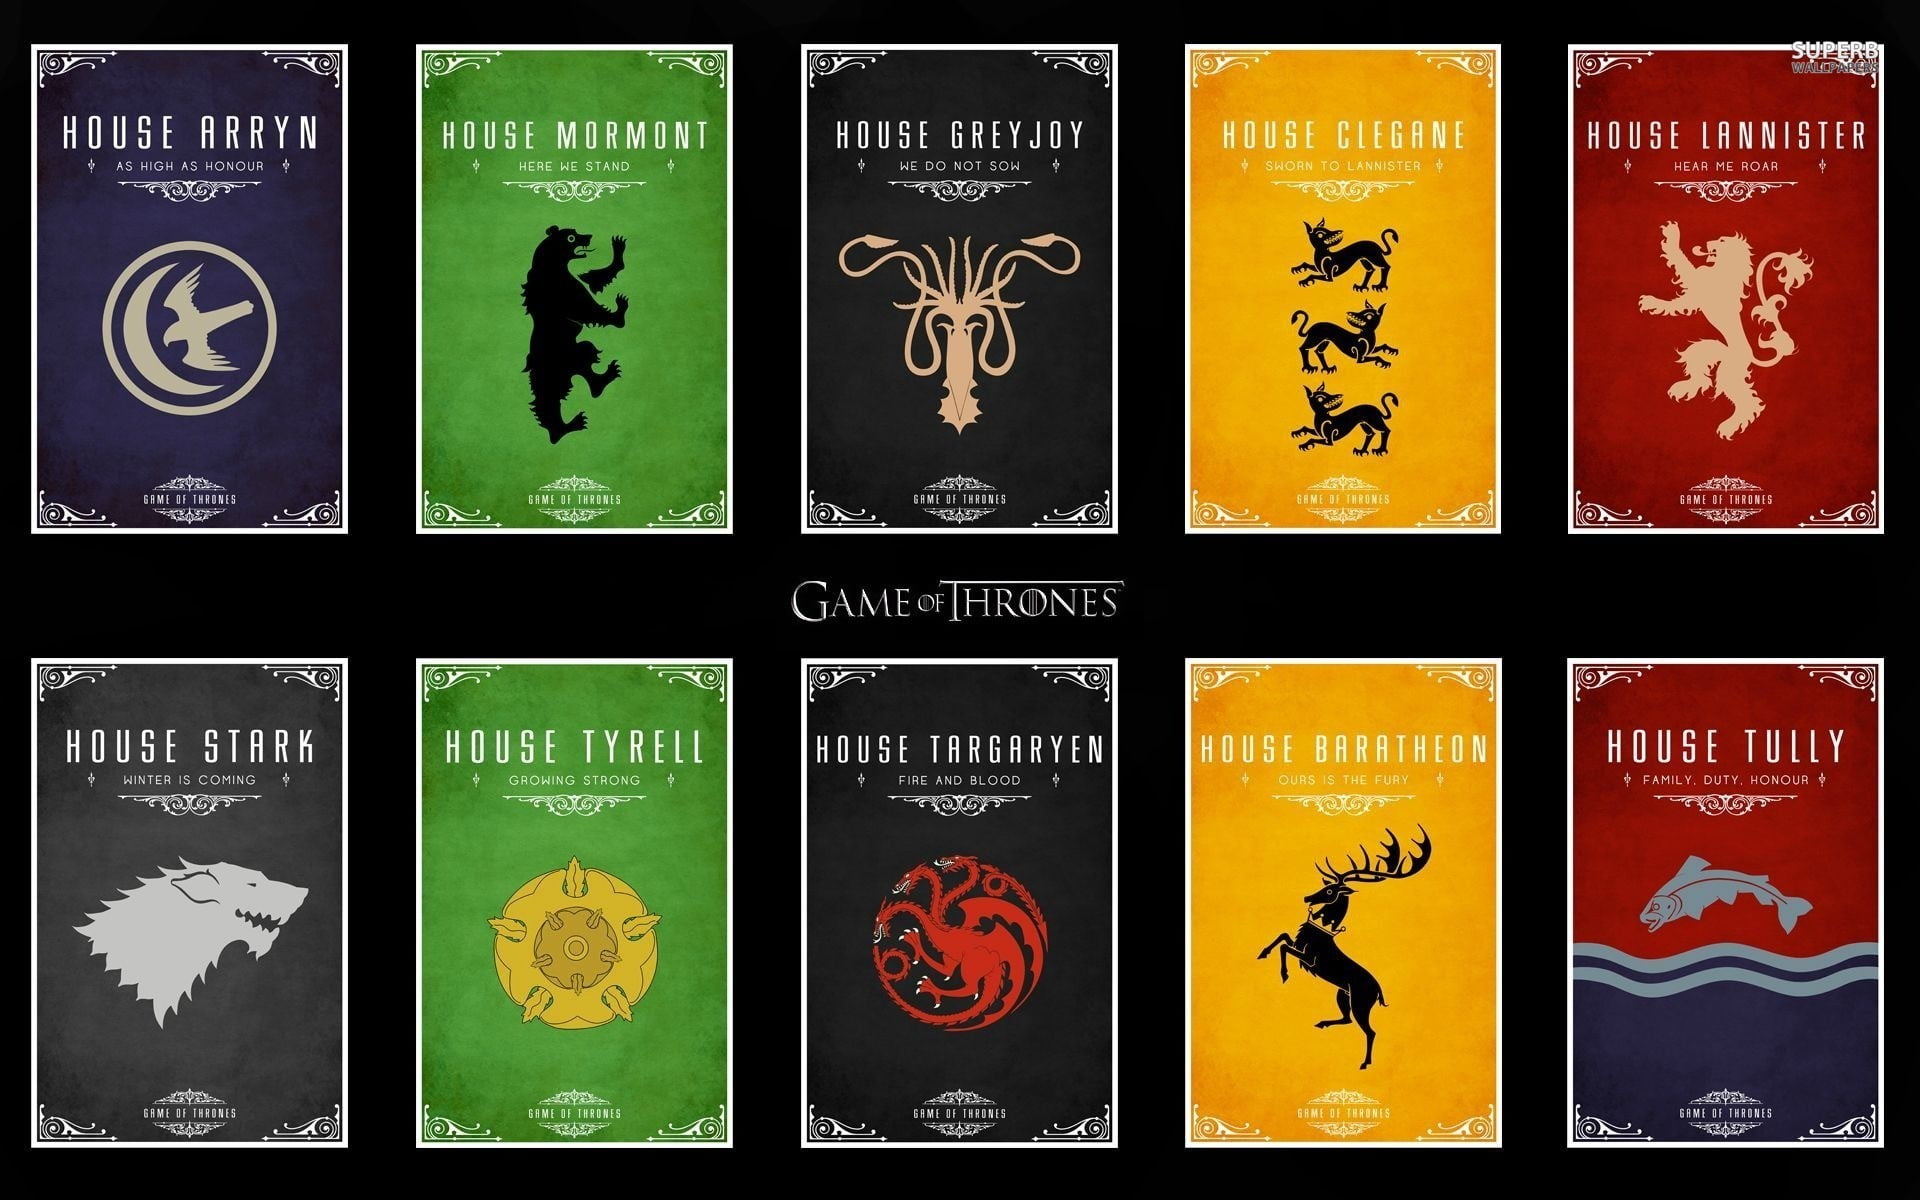 SUPERB
WALLPAPERS
HOUSE ARRYN
AS HIGH AS HONOUR
GAME OF THRONES
HOUSE MORMONT
HERE WE STAND
GAME OF THRONES
HOUSE GREYJOY
WE DO NOT SOW
GAME OF THRONES
HOUSE CLEGANE
SWORN TO LANNISTER
GAME OF THRONES
HOUSE LANNISTER
HEAR ME ROAR
GAME OF THRONES
GAME OF THRONES
HOUSE STARK
WINTER IS COMING
GAME OF THRONES
HOUSE TYRELL
GROWING STRONG
GAME OF THRONES
HOUSE TARGARYEN
FIRE AND BLOOD
GAME OF THRONES
HOUSE BARATHEON
OURS IS THE FURY
GAME OF THRONES
HOUSE TULLY
FAMILY, DUTY, HONOUR
GAME OF THRONES